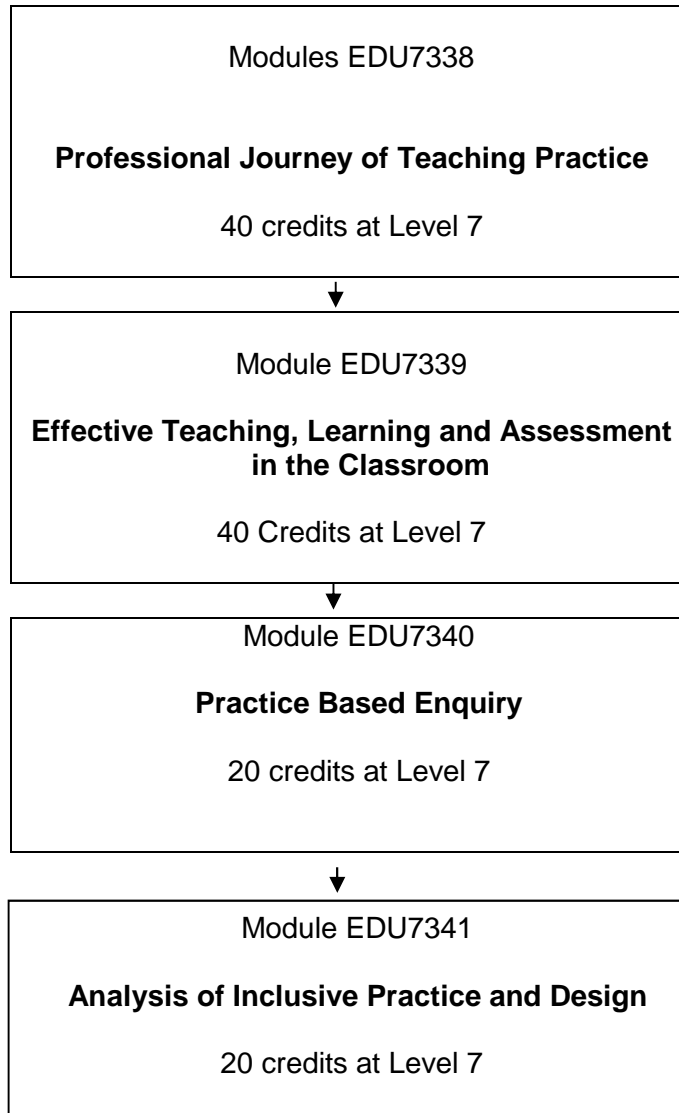 Modules EDU7338
Professional Journey of Teaching Practice
40 credits at Level 7
Module EDU7339
Effective Teaching, Learning and Assessment
in the Classroom
40 Credits at Level 7
Module EDU7340
Practice Based Enquiry
20 credits at Level 7
Module EDU7341
Analysis of Inclusive Practice and Design
20 credits at Level 7